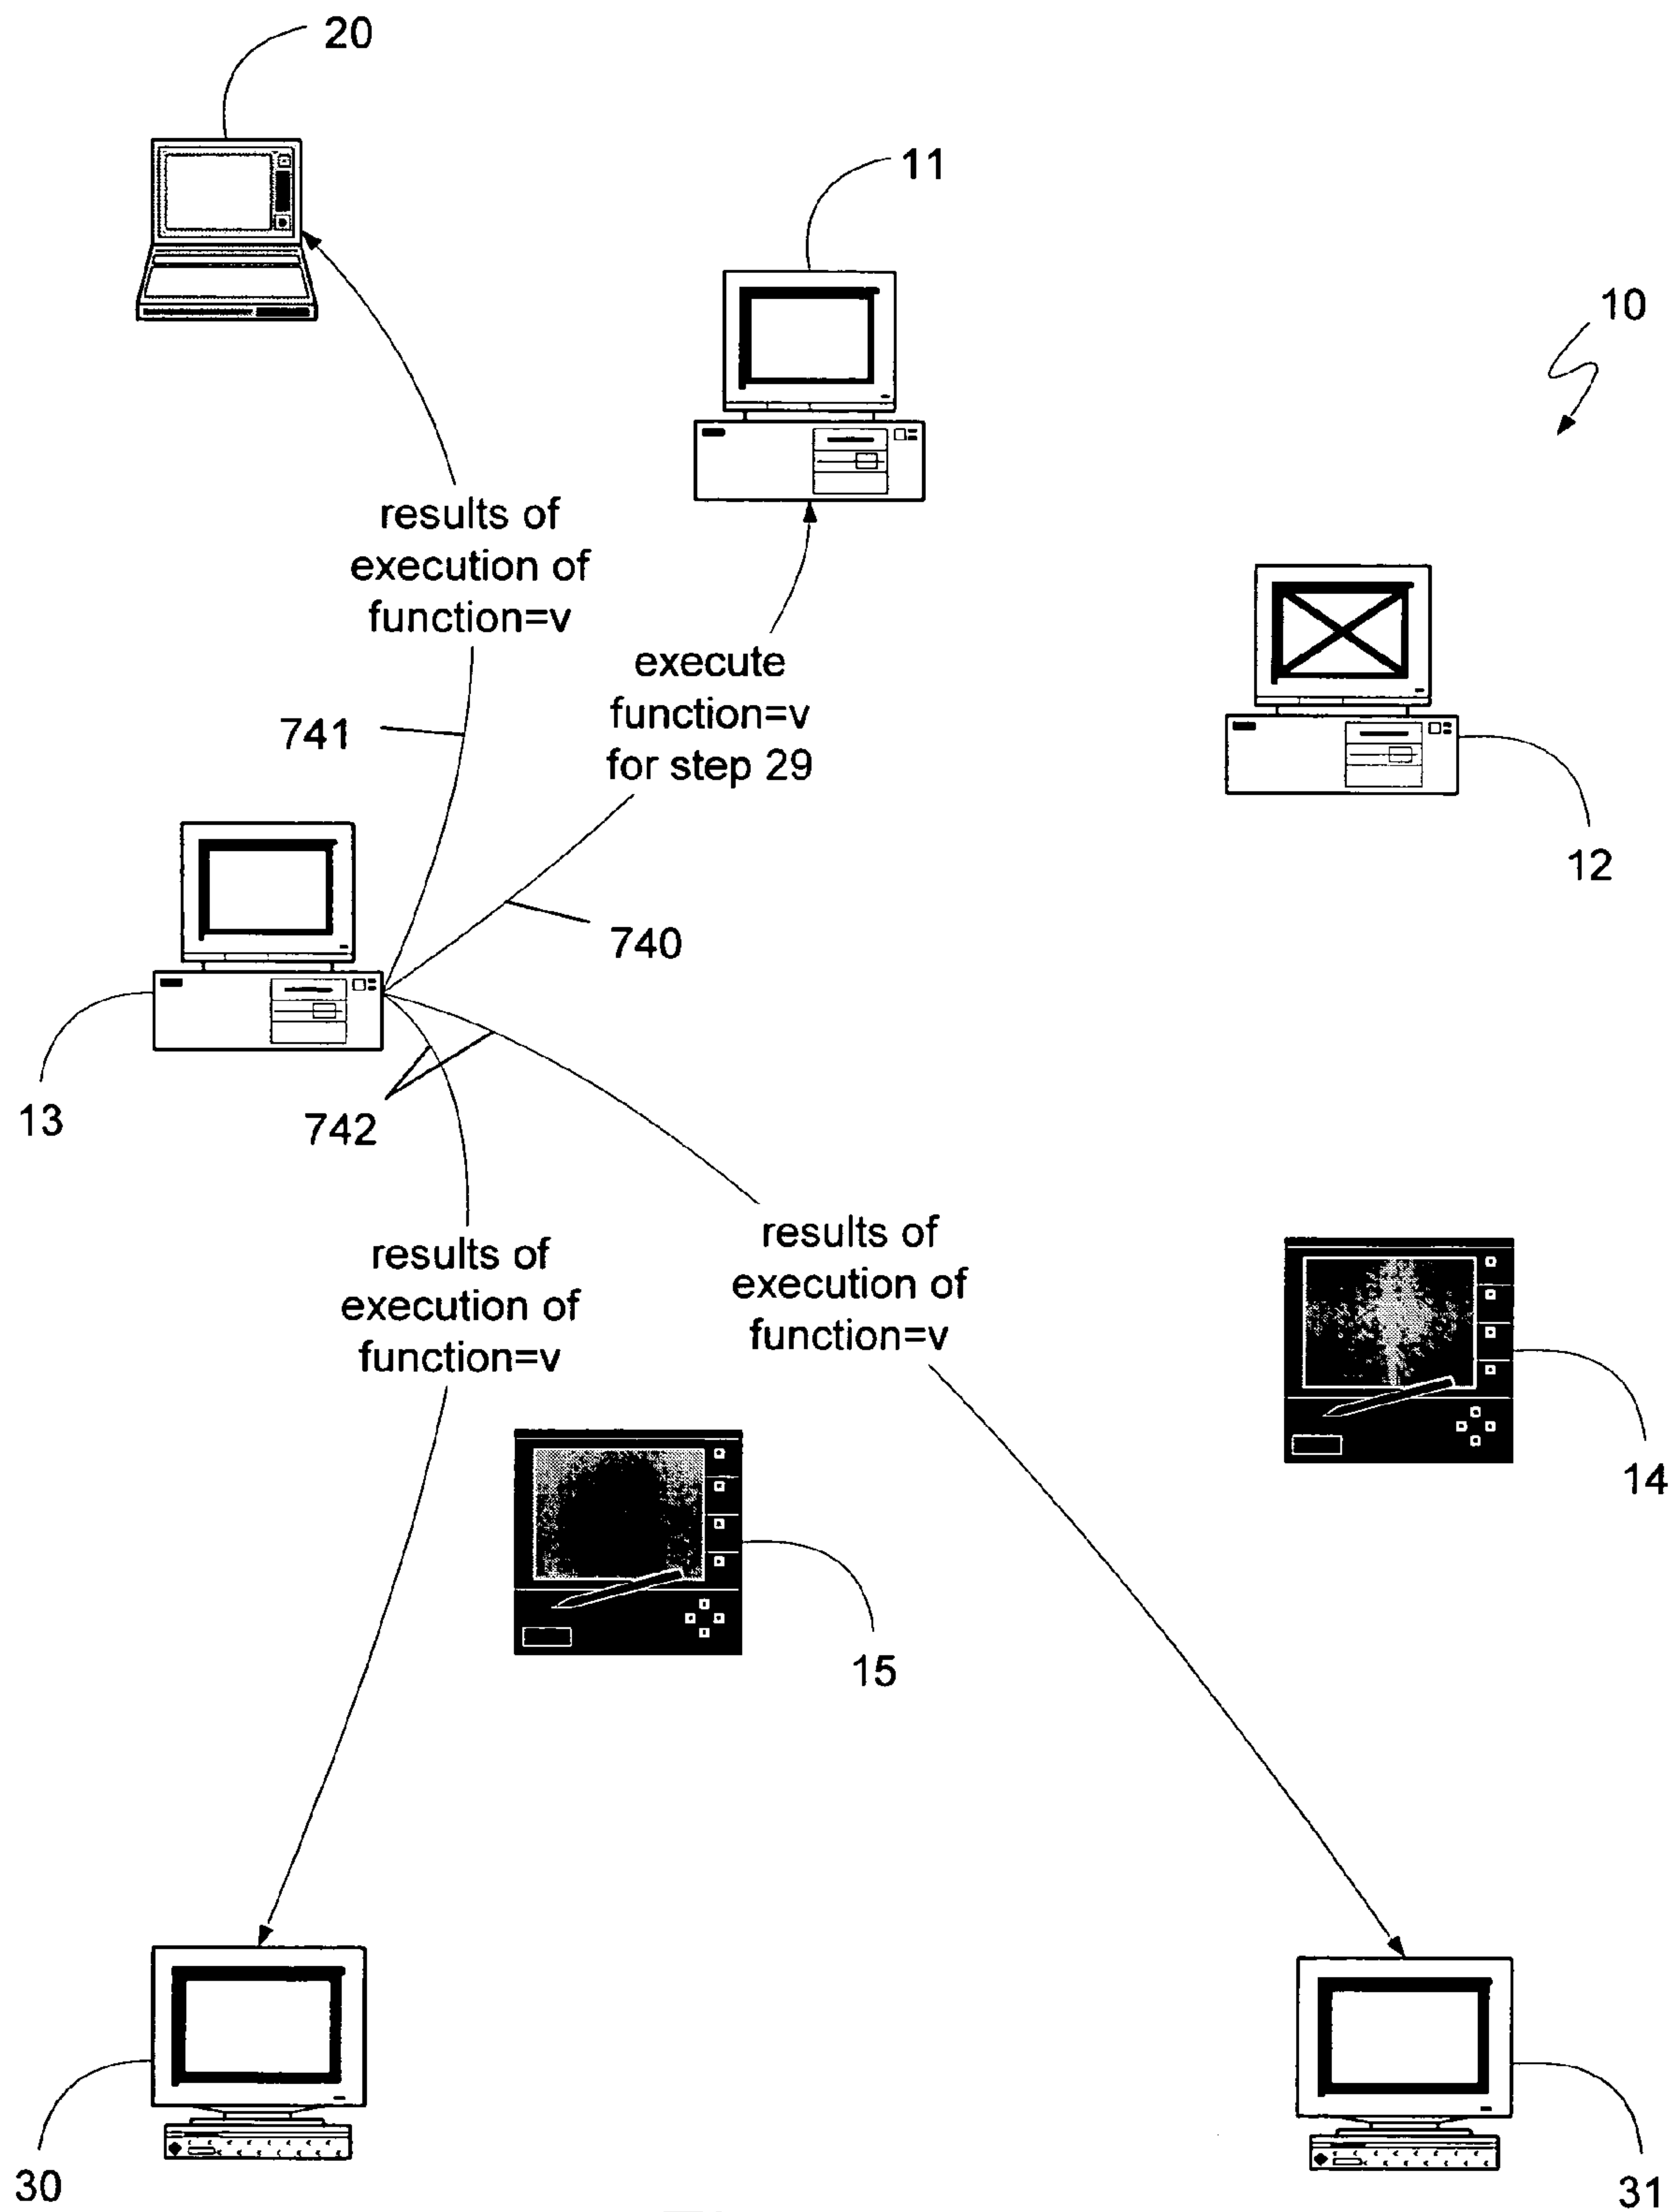 20
11
10
results of
execution of
function=v
execute
function=v
for step 29
741
12
740
13
742
results of
execution of
function=v
results of
execution of
function=v
14
15
30
31